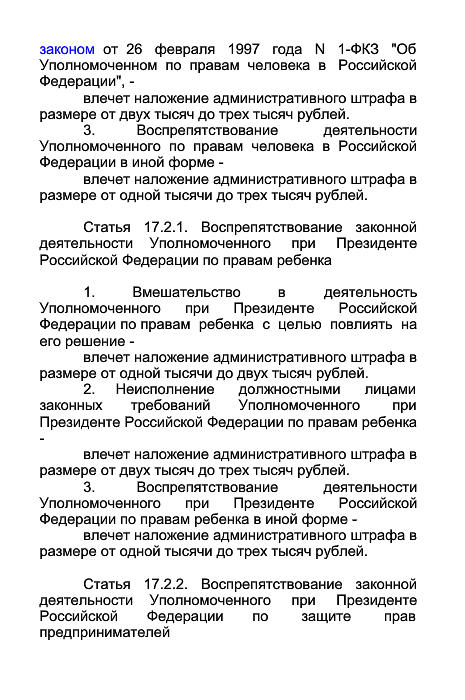 законом от 26 февраля 1997 года N 1-ФКЗ "Об
Уполномоченном по правам человека в Российской
Федерации", -
влечет наложение административного штрафа в
размере от двух тысяч до трех тысяч рублей.
3. Воспрепятствование деятельности
Уполномоченного по правам человека в Российской
Федерации в иной форме -
влечет наложение административного штрафа в
размере от одной тысячи до трех тысяч рублей.
Статья 17.2.1. Воспрепятствование законной
деятельности Уполномоченного при Президенте
Российской Федерации по правам ребенка
1. Вмешательство в деятельность
Уполномоченного при Президенте Российской
Федерации по правам ребенка с целью повлиять на
его решение -
влечет наложение административного штрафа в
размере от одной тысячи до двух тысяч рублей.
2. Неисполнение должностными лицами
законных требований Уполномоченного при
Президенте Российской Федерации по правам ребенка
-
влечет наложение административного штрафа в
размере от двух тысяч до трех тысяч рублей.
3. Воспрепятствование деятельности
Уполномоченного при Президенте Российской
Федерации по правам ребенка в иной форме -
влечет наложение административного штрафа в
размере от одной тысячи до трех тысяч рублей.
Статья 17.2.2. Воспрепятствование законной
деятельности Уполномоченного при Президенте
Российской Федерации по защите прав
предпринимателей